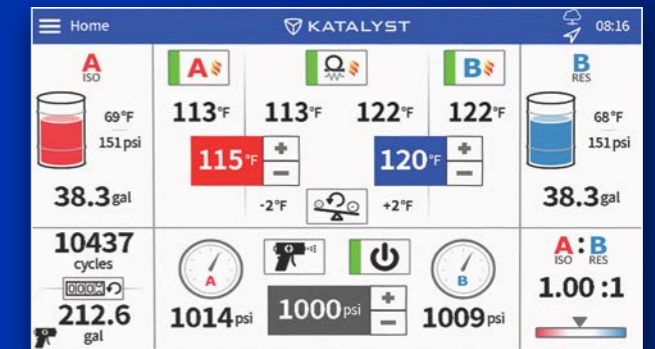 Home
KATALYST
08:16
A
ISO
69°F
151 psi
38.3 gal
A
B
113°F 113°F 122°F 122°F
115°F + −
120°F + −
-2°F +2°F
B
RES
68°F
151 psi
38.3 gal
10437
cycles
212.6
gal
A
1014 psi
1000 psi + −
B
1009 psi
A : B
ISO RES
1.00 :1